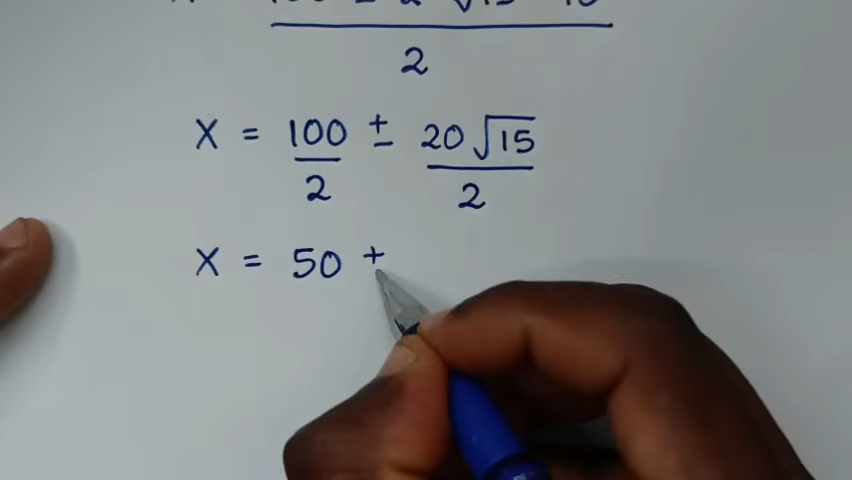 2
X = 100/2 ± 20√15/2
X = 50 +